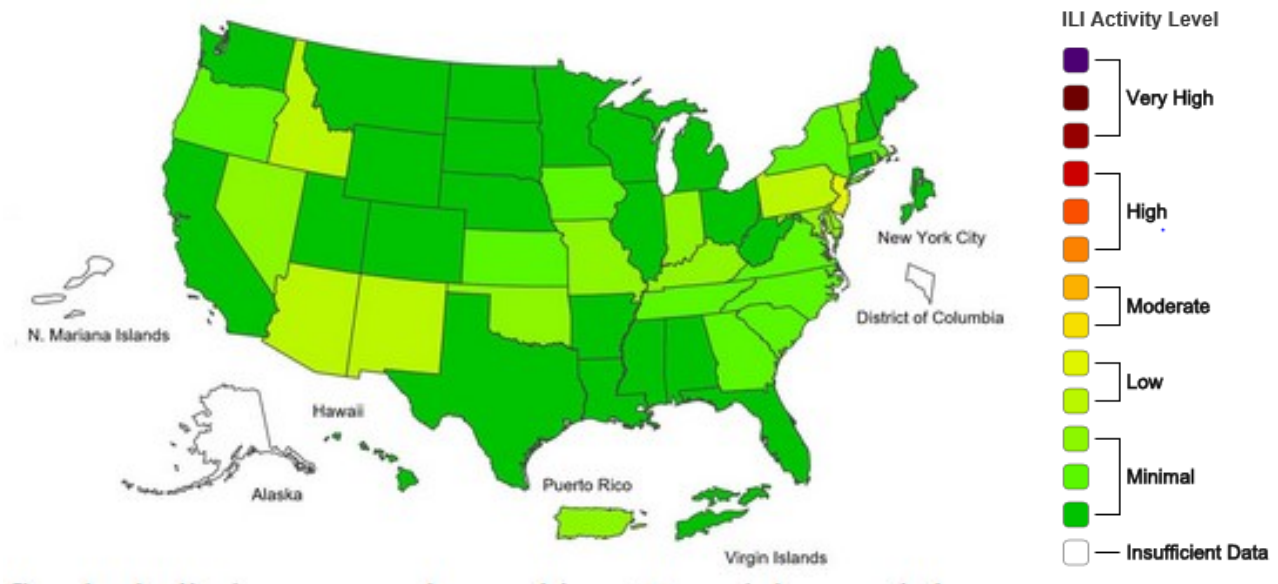 ILI Activity Level
Very High
High
Moderate
Low
Minimal
Insufficient Data
New York City
District of Columbia
N. Mariana Islands
Hawaii
Alaska
Puerto Rico
Virgin Islands